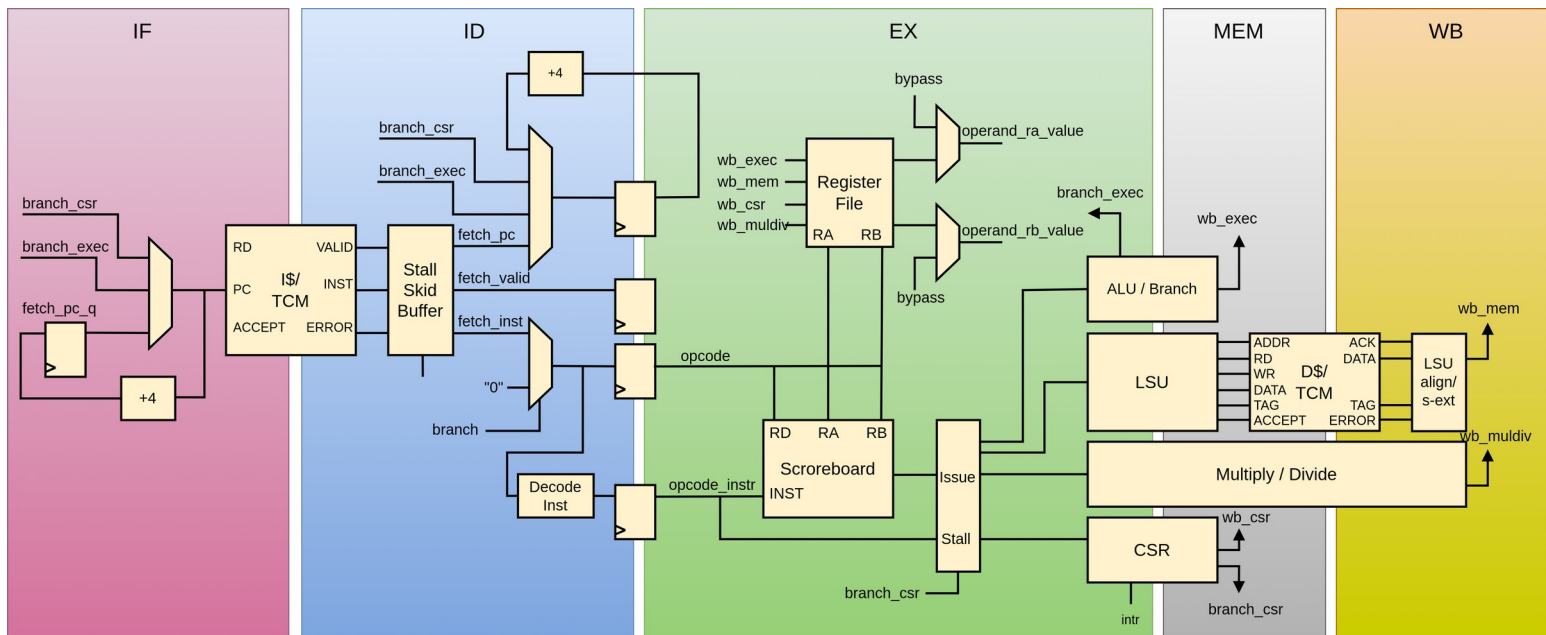 IF
ID
EX
MEM
WB
branch_csr
branch_exec
fetch_pc_q
+4
RD
PC
ACCEPT
I$/
TCM
VALID
INST
ERROR
+4
branch_csr
branch_exec
Stall
Skid
Buffer
fetch_pc
fetch_valid
fetch_inst
"0"
branch
Decode
Inst
opcode
opcode_instr
wb_exec
wb_mem
wb_csr
wb_muldiv
Register
File
RA
RB
bypass
operand_ra_value
operand_rb_value
bypass
RD
RA
RB
Scroreboard
INST
Issue
Stall
branch_csr
branch_exec
ALU / Branch
wb_exec
LSU
ADDR
RD
WR
DATA
TAG
ACCEPT
D$/
TCM
ACK
DATA
TAG
ERROR
LSU
align/
s-ext
wb_mem
Multiply / Divide
wb_muldiv
CSR
wb_csr
branch_csr
intr